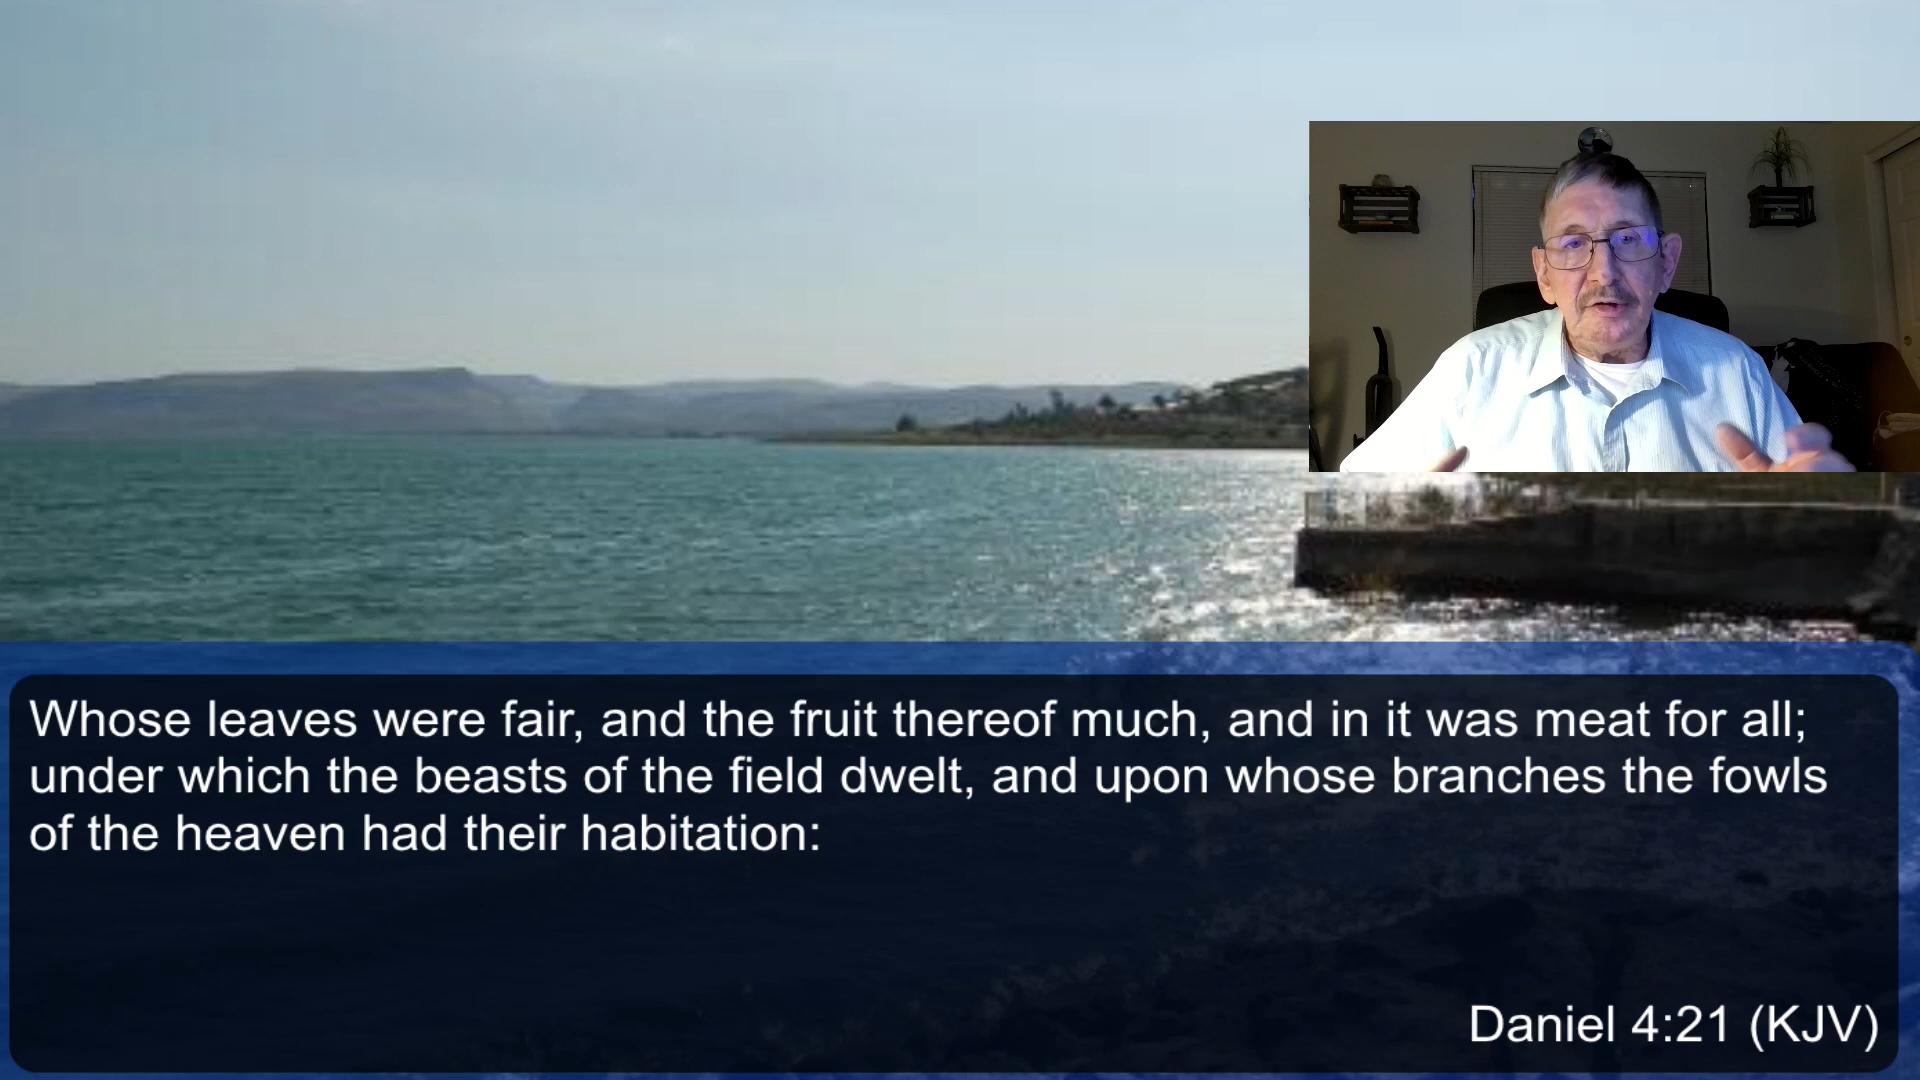 Whose leaves were fair, and the fruit thereof much, and in it was meat for all;
under which the beasts of the field dwelt, and upon whose branches the fowls
of the heaven had their habitation:
Daniel 4:21 (KJV)